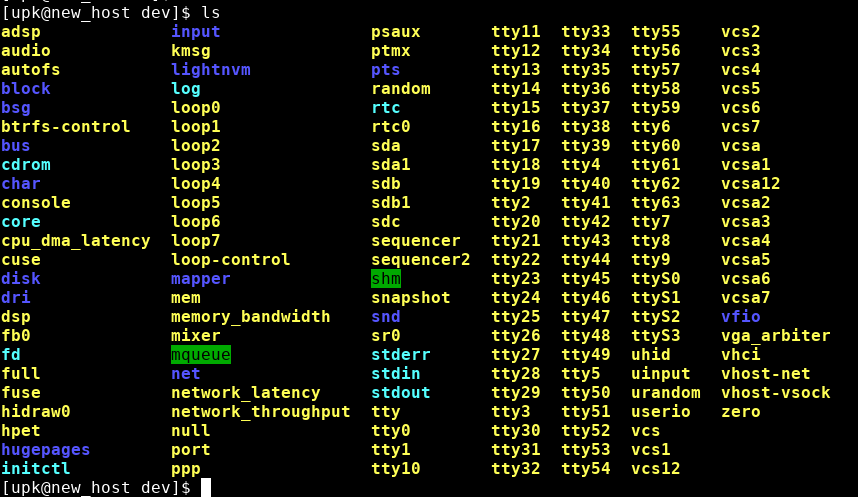 [upk@new_host dev]$ ls
adsp input psaux tty11 tty33 tty55 vcs2
audio kmsg ptmx tty12 tty34 tty56 vcs3
autofs lightnvm pts tty13 tty35 tty57 vcs4
block log random tty14 tty36 tty58 vcs5
bsg loop0 rtc tty15 tty37 tty59 vcs6
btrfs-control loop1 rtc0 tty16 tty38 tty6 vcs7
bus loop2 sda tty17 tty39 tty60 vcsa
cdrom loop3 sda1 tty18 tty4 tty61 vcsa1
char loop4 sdb tty19 tty40 tty62 vcsa12
console loop5 sdb1 tty2 tty41 tty63 vcsa2
core loop6 sdc tty20 tty42 tty7 vcsa3
cpu_dma_latency loop7 sequencer tty21 tty43 tty8 vcsa4
cuse loop-control sequencer2 tty22 tty44 tty9 vcsa5
disk mapper shm tty23 tty45 ttyS0 vcsa6
dri mem snapshot tty24 tty46 ttyS1 vcsa7
dsp memory_bandwidth snd tty25 tty47 ttyS2 vfio
fb0 mixer sr0 tty26 tty48 ttyS3 vga_arbiter
fd mqueue stderr tty27 tty49 uhid vhci
full net stdin tty28 tty5 uinput vhost-net
fuse network_latency stdout tty29 tty50 urandom vhost-vsock
hidraw0 network_throughput tty tty3 tty51 userio zero
hpet null tty0 tty30 tty52 vcs
hugepages port tty1 tty31 tty53 vcs1
initctl ppp tty10 tty32 tty54 vcs12
[upk@new_host dev]$